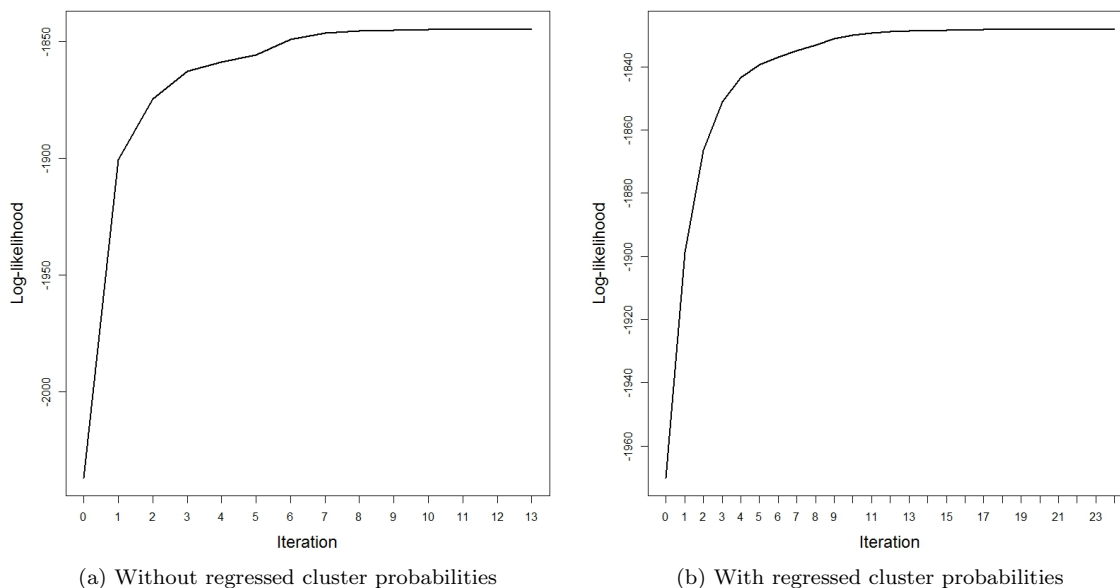 -1850
-1900
-1950
-2000
Log-likelihood
0 1 2 3 4 5 6 7 8 9 10 11 12 13
Iteration
(a) Without regressed cluster probabilities
-1840
-1860
-1880
-1900
-1920
-1940
-1960
Log-likelihood
0 1 2 3 4 5 6 7 8 9 11 13 15 17 19 21 23
Iteration
(b) With regressed cluster probabilities